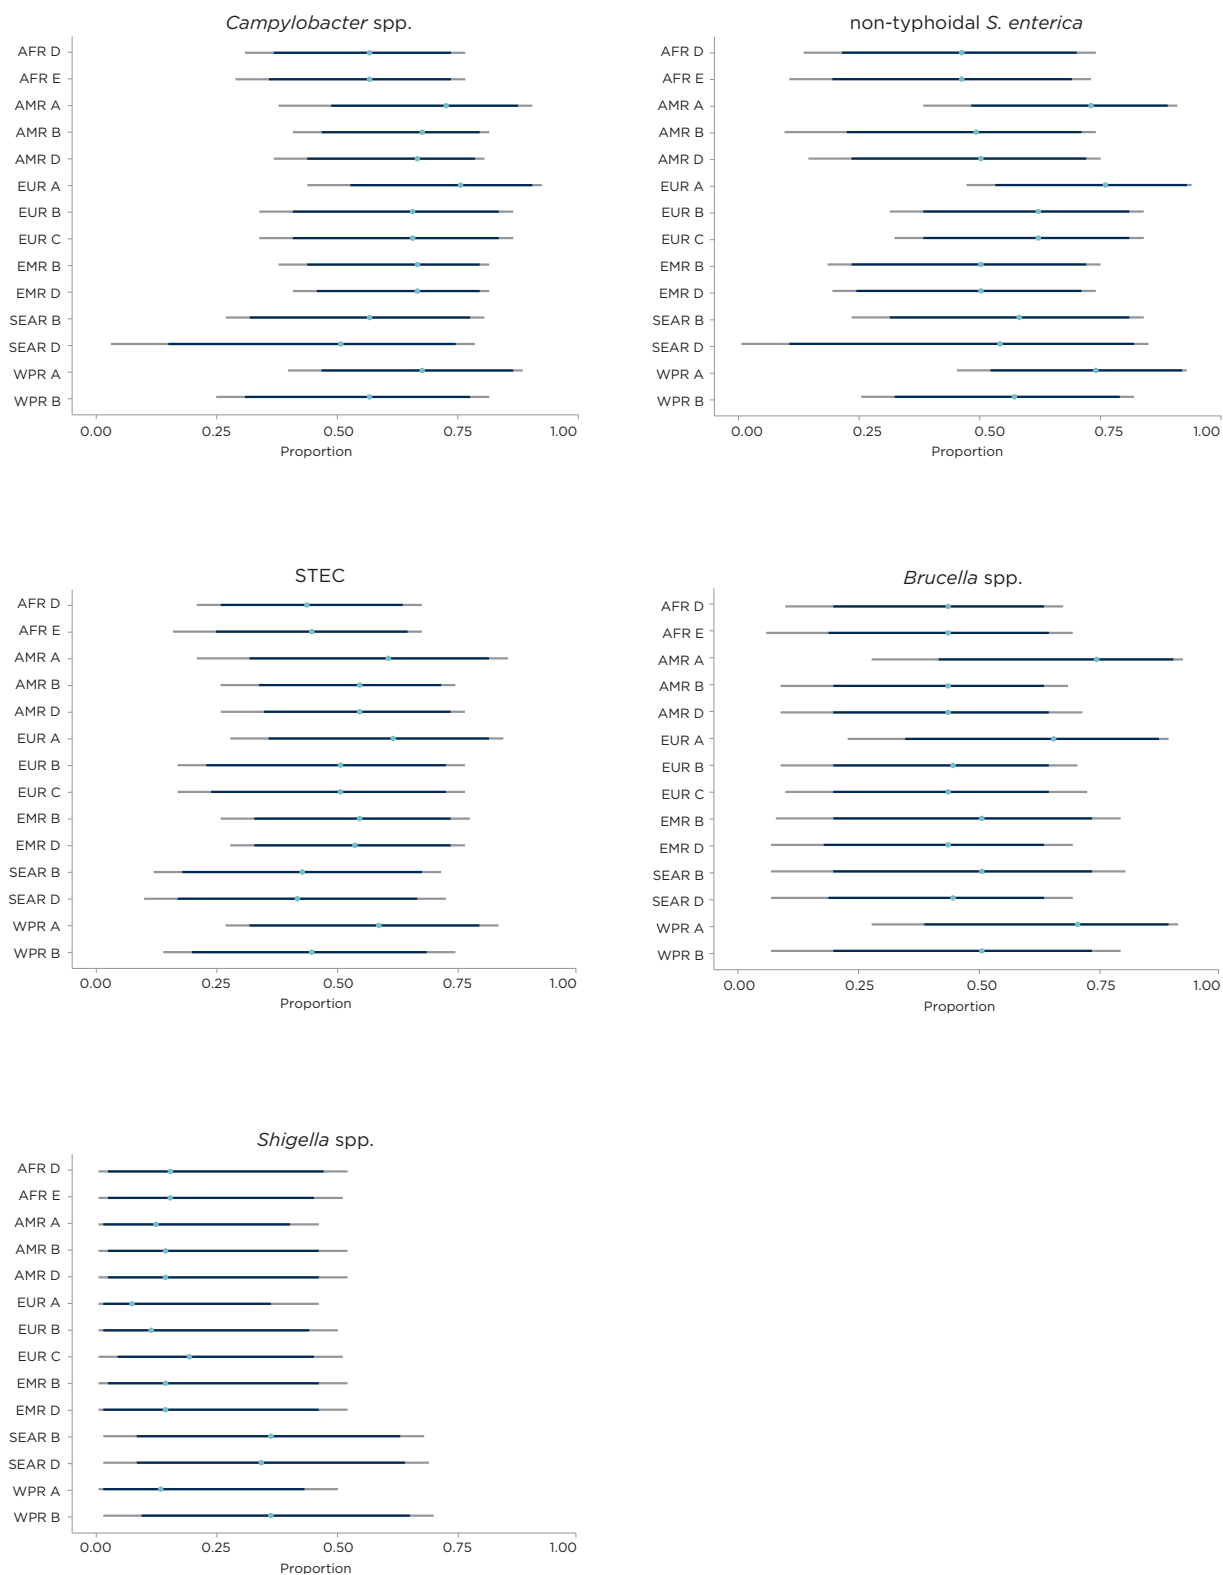 Campylobacter spp.
AFR D
AFR E
AMR A
AMR B
AMR D
EUR A
EUR B
EUR C
EMR B
EMR D
SEAR B
SEAR D
WPR A
WPR B
0.00 0.25 0.50 0.75 1.00
Proportion
non-typhoidal S. enterica
AFR D
AFR E
AMR A
AMR B
AMR D
EUR A
EUR B
EUR C
EMR B
EMR D
SEAR B
SEAR D
WPR A
WPR B
0.00 0.25 0.50 0.75 1.00
Proportion
STEC
AFR D
AFR E
AMR A
AMR B
AMR D
EUR A
EUR B
EUR C
EMR B
EMR D
SEAR B
SEAR D
WPR A
WPR B
0.00 0.25 0.50 0.75 1.00
Proportion
Brucella spp.
AFR D
AFR E
AMR A
AMR B
AMR D
EUR A
EUR B
EUR C
EMR B
EMR D
SEAR B
SEAR D
WPR A
WPR B
0.00 0.25 0.50 0.75 1.00
Proportion
Shigella spp.
AFR D
AFR E
AMR A
AMR B
AMR D
EUR A
EUR B
EUR C
EMR B
EMR D
SEAR B
SEAR D
WPR A
WPR B
0.00 0.25 0.50 0.75 1.00
Proportion